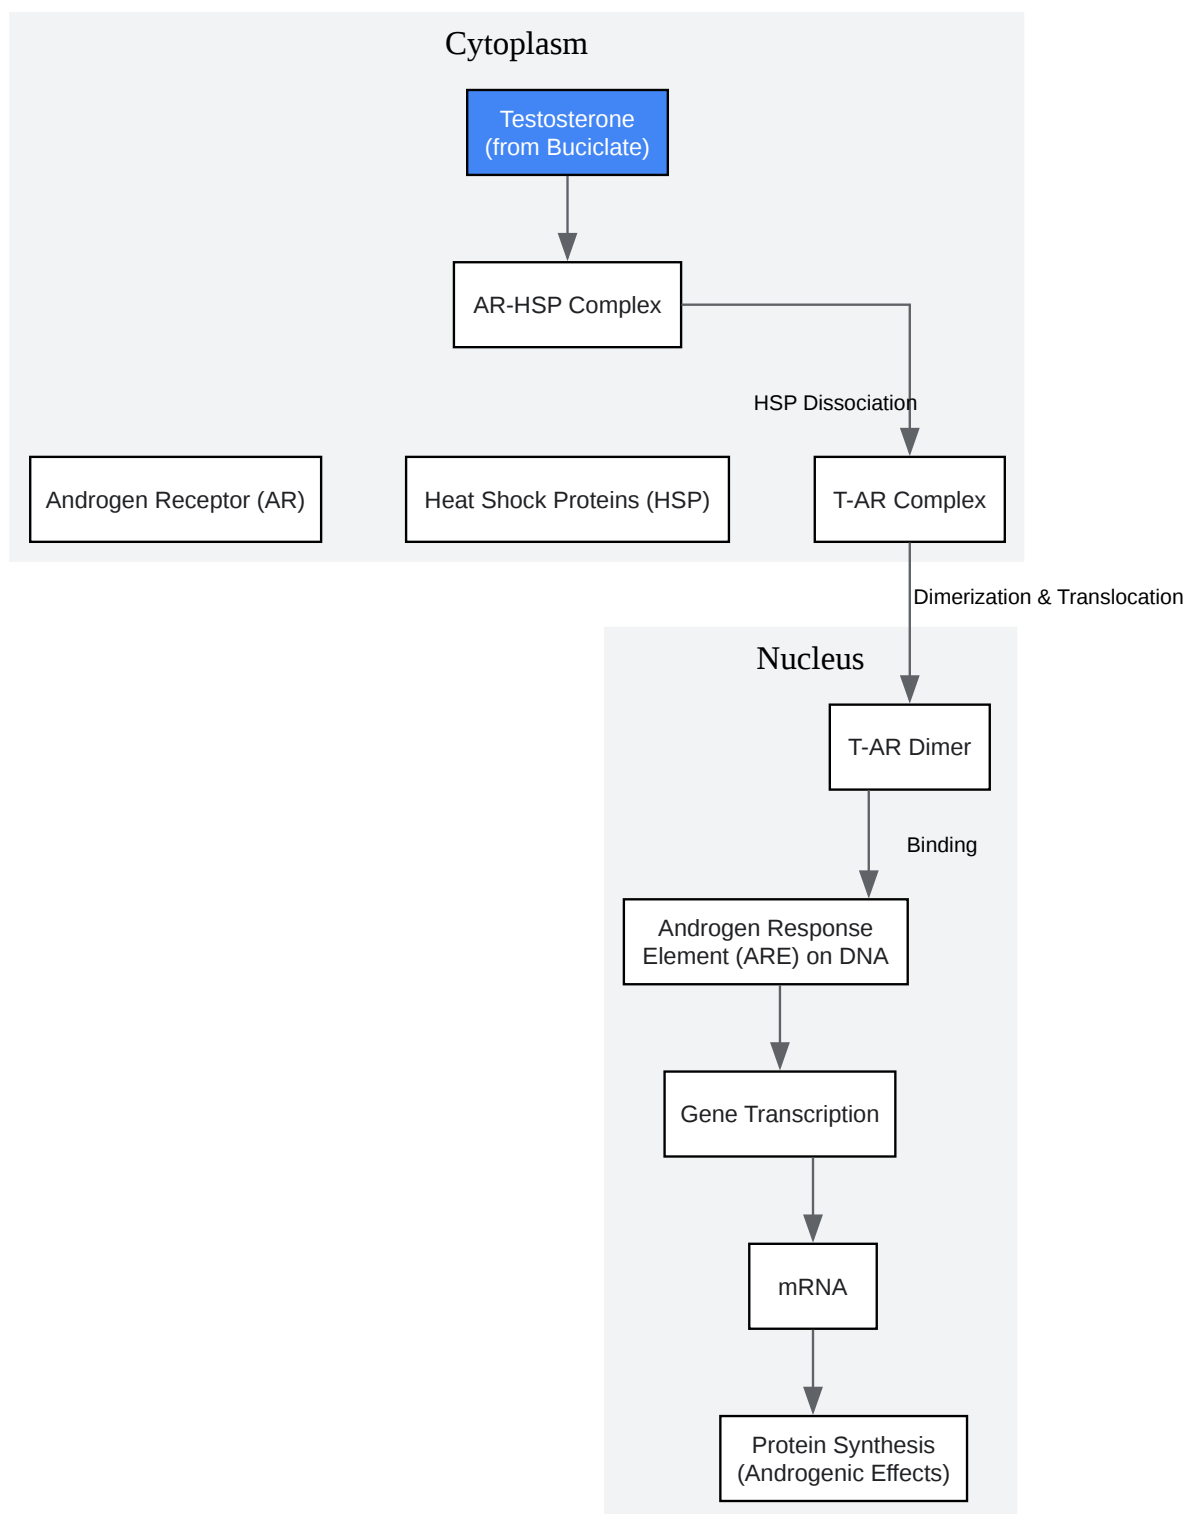 Cytoplasm
Testosterone
(from Buciclate)
AR-HSP Complex
HSP Dissociation
Androgen Receptor (AR)
Heat Shock Proteins (HSP)
T-AR Complex
Dimerization & Translocation
Nucleus
T-AR Dimer
Binding
Androgen Response
Element (ARE) on DNA
Gene Transcription
mRNA
Protein Synthesis
(Androgenic Effects)